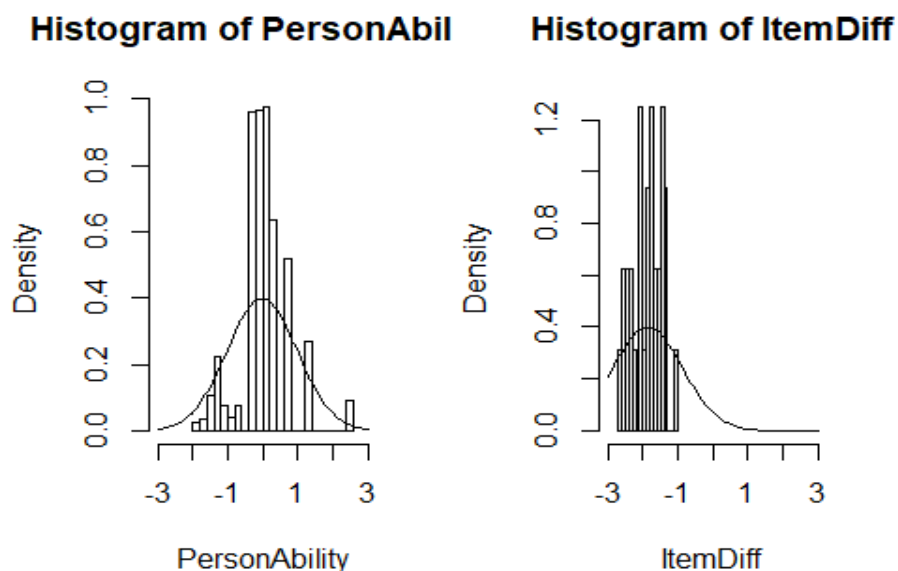 Histogram of PersonAbil
Density
0.0 0.2 0.4 0.6 0.8 1.0
-3 -1 1 3
PersonAbility
Histogram of ItemDiff
Density
0.0 0.4 0.8 1.2
-3 -1 1 3
ItemDiff